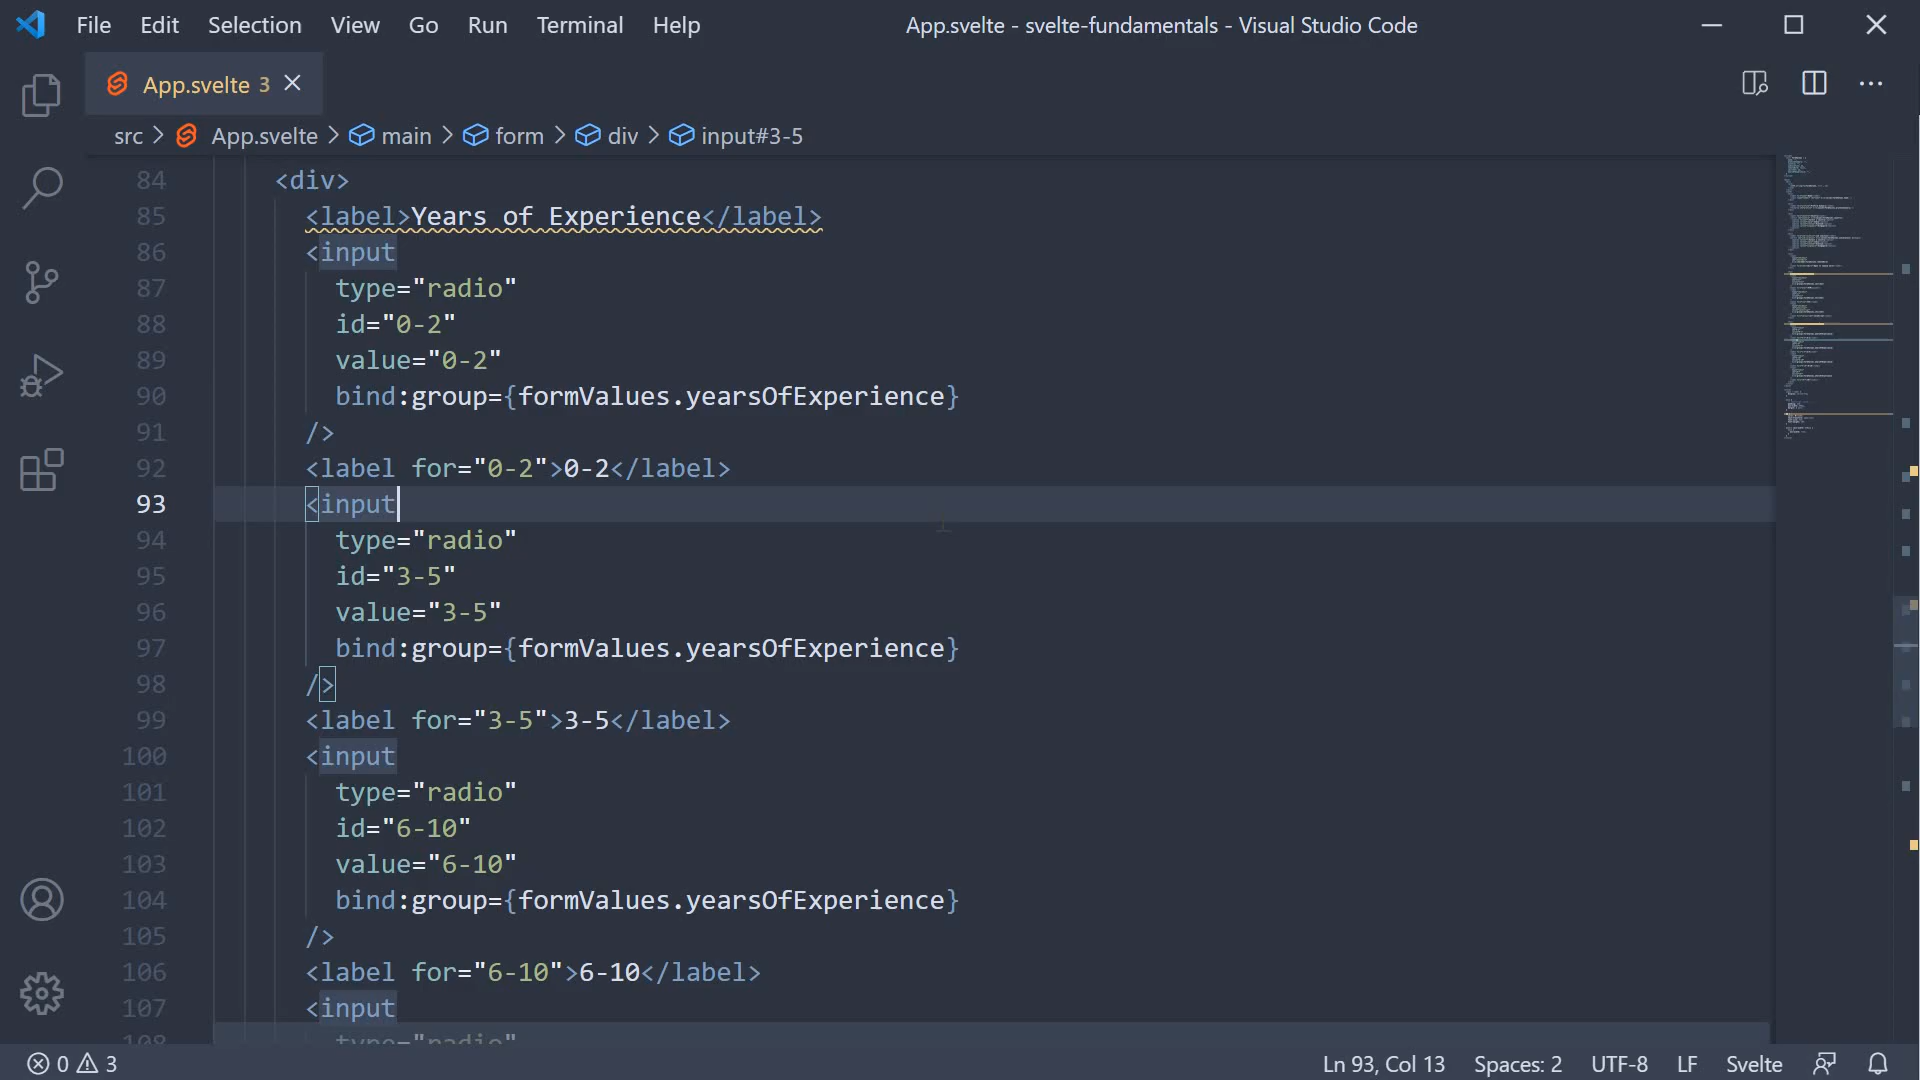 File Edit Selection View Go Run Terminal Help App.svelte - svelte-fundamentals - Visual Studio Code
App.svelte 3
src > App.svelte > main > form > div > input#3-5
84 <div>
85 <label>Years of Experience</label>
86 <input
87 type="radio"
88 id="0-2"
89 value="0-2"
90 bind:group={formValues.yearsOfExperience}
91 />
92 <label for="0-2">0-2</label>
93 <input
94 type="radio"
95 id="3-5"
96 value="3-5"
97 bind:group={formValues.yearsOfExperience}
98 />
99 <label for="3-5">3-5</label>
100 <input
101 type="radio"
102 id="6-10"
103 value="6-10"
104 bind:group={formValues.yearsOfExperience}
105 />
106 <label for="6-10">6-10</label>
107 <input
108 type="radio"
0 3 Ln 93, Col 13 Spaces: 2 UTF-8 LF Svelte